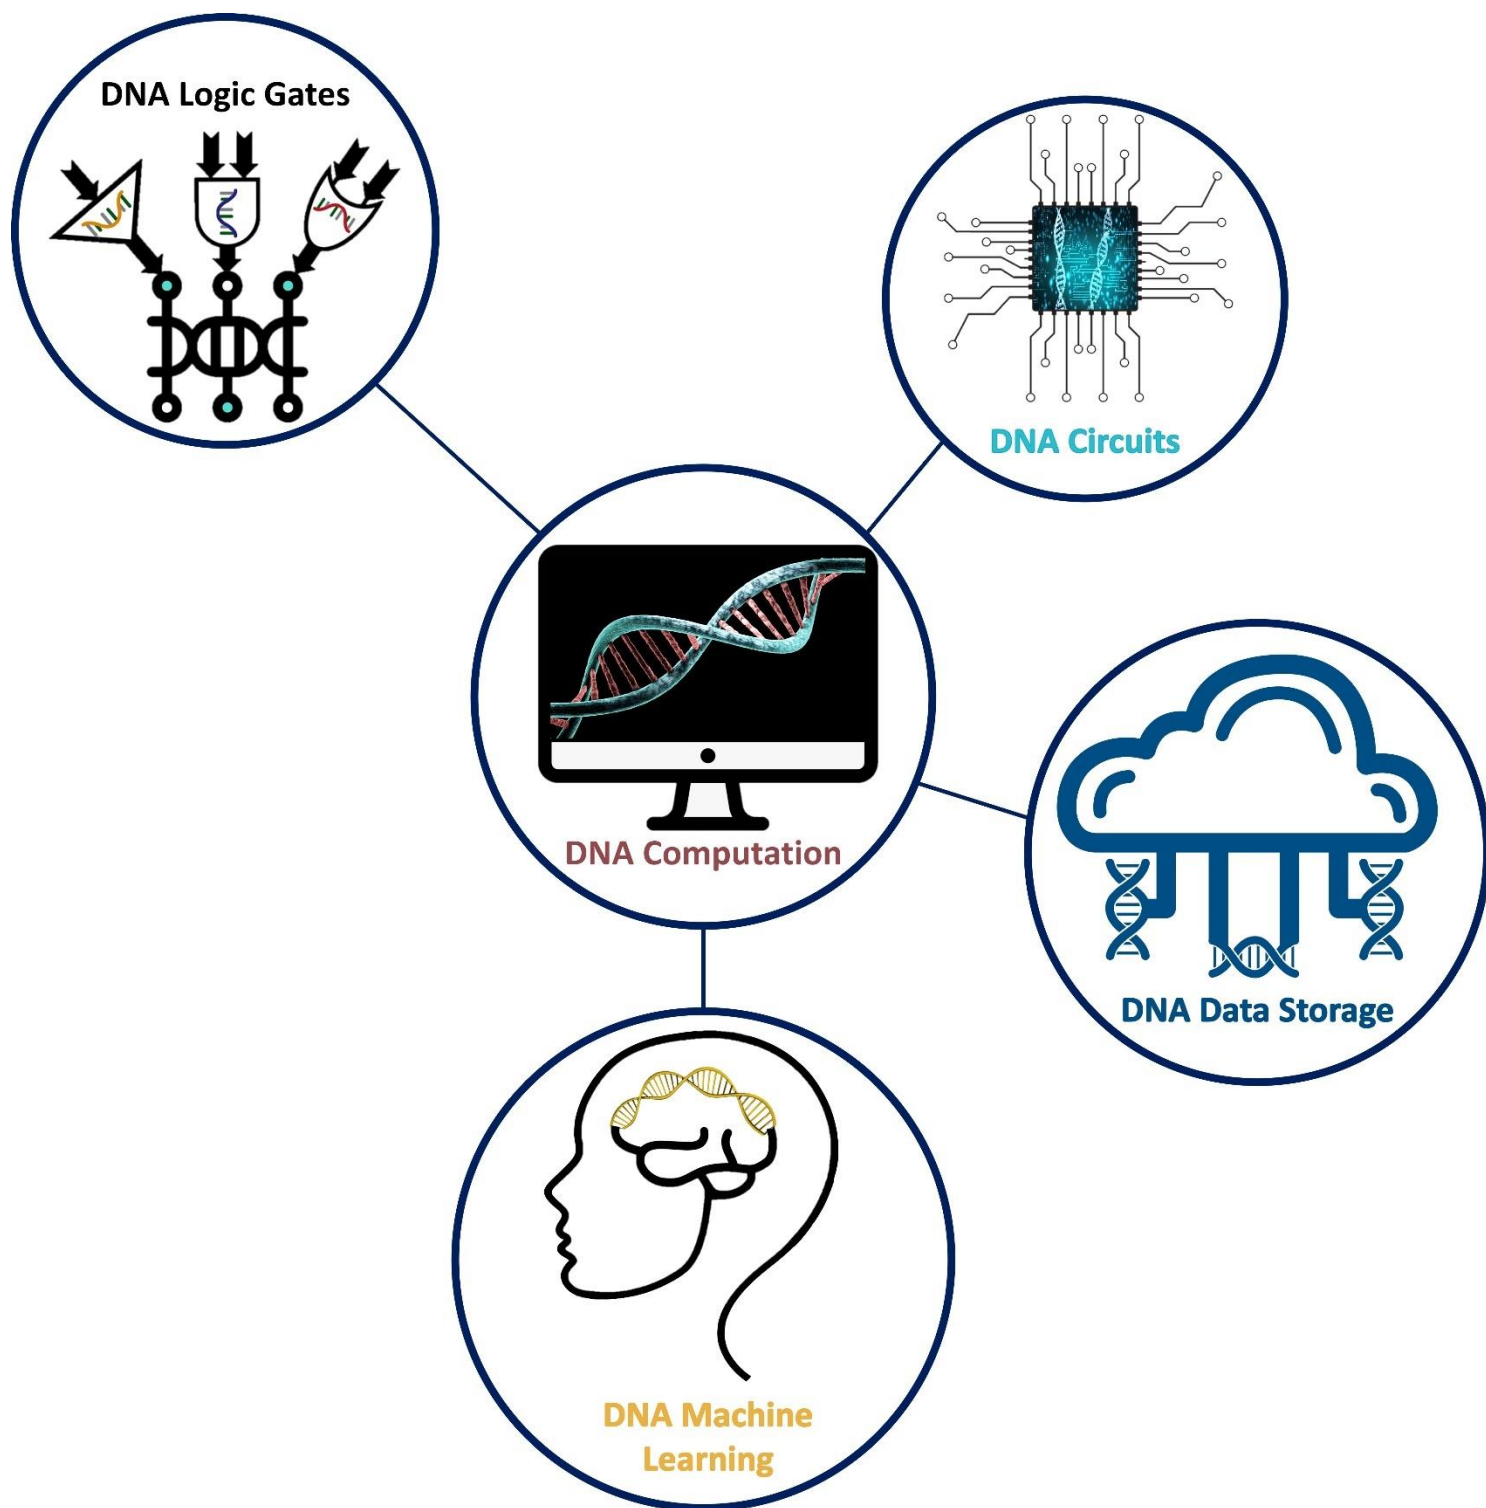 DNA Logic Gates
DNA Circuits
DNA Computation
DNA Data Storage
DNA Machine
Learning